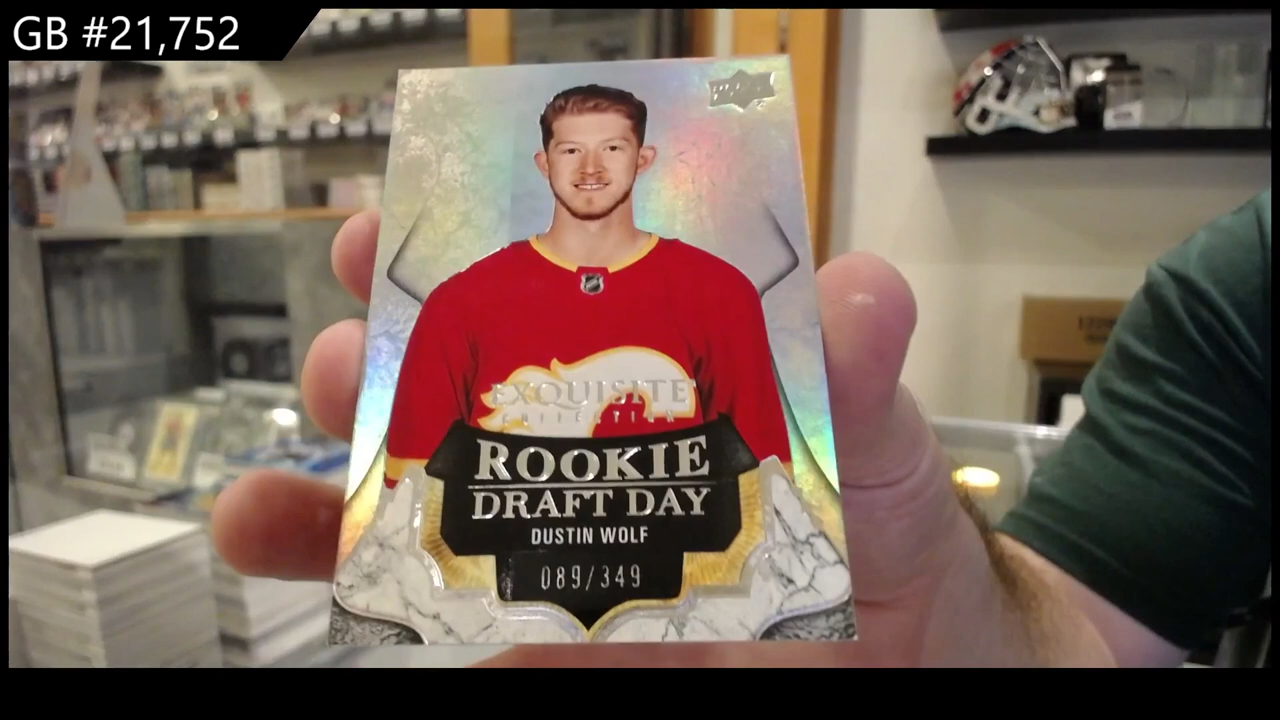 GB #21,752
EXQUISITE
COLLECTION
ROOKIE
DRAFT DAY
DUSTIN WOLF
089/349